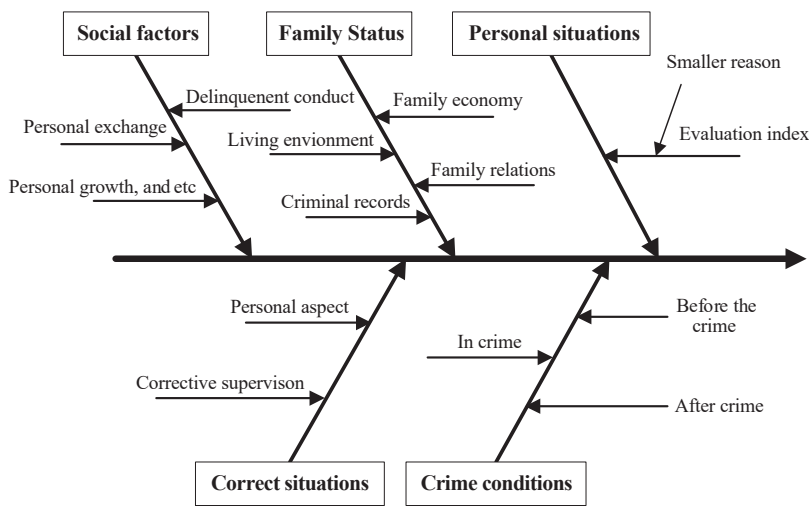 Social factors
Family Status
Personal situations
Smaller reason
Delinquenent conduct
Family economy
Personal exchange
Living envionment
Evaluation index
Family relations
Personal growth, and etc
Criminal records
Personal aspect
Before the
crime
In crime
Corrective supervison
After crime
Correct situations
Crime conditions